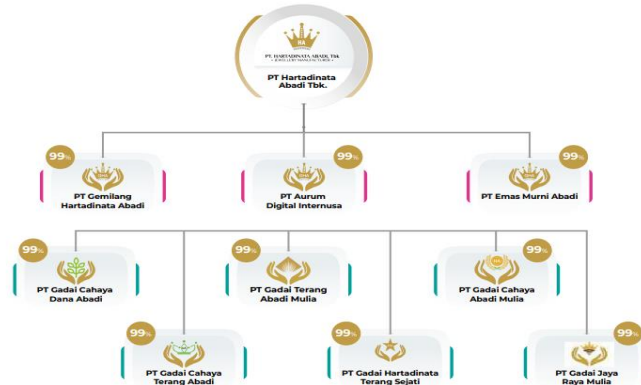 HA
PT. HARTADINATA ABADI, Tbk
• JEWELLERY MANUFACTURER •
PT Hartadinata
Abadi Tbk.
99%
PT Gemilang
Hartadinata Abadi
99%
PT Aurum
Digital Internusa
99%
PT Emas Murni Abadi
99%
PT Gadai Cahaya
Dana Abadi
99%
PT Gadai Terang
Abadi Mulia
99%
PT Gadai Cahaya
Abadi Mulia
99%
PT Gadai Cahaya
Terang Abadi
99%
PT Gadai Hartadinata
Terang Sejati
99%
PT Gadai Jaya
Raya Mulia